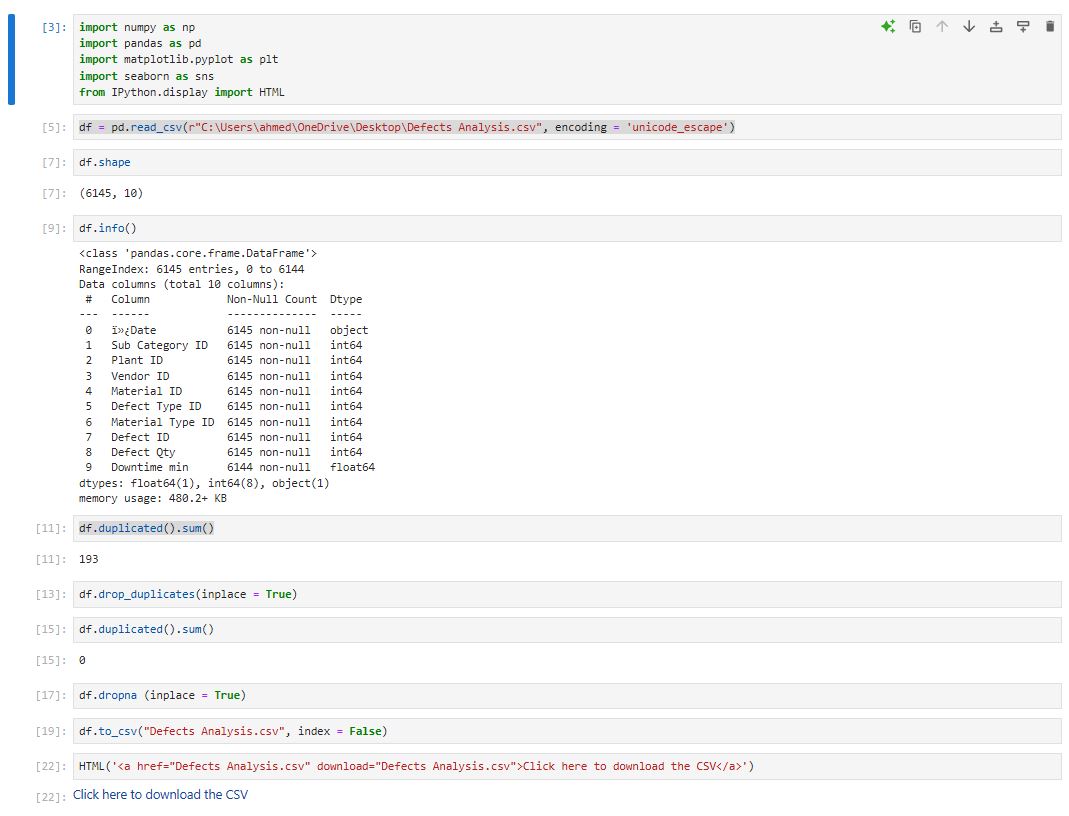 [3]: import numpy as np
import pandas as pd
import matplotlib.pyplot as plt
import seaborn as sns
from IPython.display import HTML
[5]: df = pd.read_csv(r"C:\Users\ahmed\OneDrive\Desktop\Defects Analysis.csv", encoding = 'unicode_escape')
[7]: df.shape
[7]: (6145, 10)
[9]: df.info()
<class 'pandas.core.frame.DataFrame'>
RangeIndex: 6145 entries, 0 to 6144
Data columns (total 10 columns):
 #   Column            Non-Null Count  Dtype
---  ------            --------------  -----
 0   ï»¿Date           6145 non-null   object
 1   Sub Category ID   6145 non-null   int64
 2   Plant ID          6145 non-null   int64
 3   Vendor ID         6145 non-null   int64
 4   Material ID       6145 non-null   int64
 5   Defect Type ID    6145 non-null   int64
 6   Material Type ID  6145 non-null   int64
 7   Defect ID         6145 non-null   int64
 8   Defect Qty        6145 non-null   int64
 9   Downtime min      6144 non-null   float64
dtypes: float64(1), int64(8), object(1)
memory usage: 480.2+ KB
[11]: df.duplicated().sum()
[11]: 193
[13]: df.drop_duplicates(inplace = True)
[15]: df.duplicated().sum()
[15]: 0
[17]: df.dropna (inplace = True)
[19]: df.to_csv("Defects Analysis.csv", index = False)
[22]: HTML('<a href="Defects Analysis.csv" download="Defects Analysis.csv">Click here to download the CSV</a>')
[22]: Click here to download the CSV